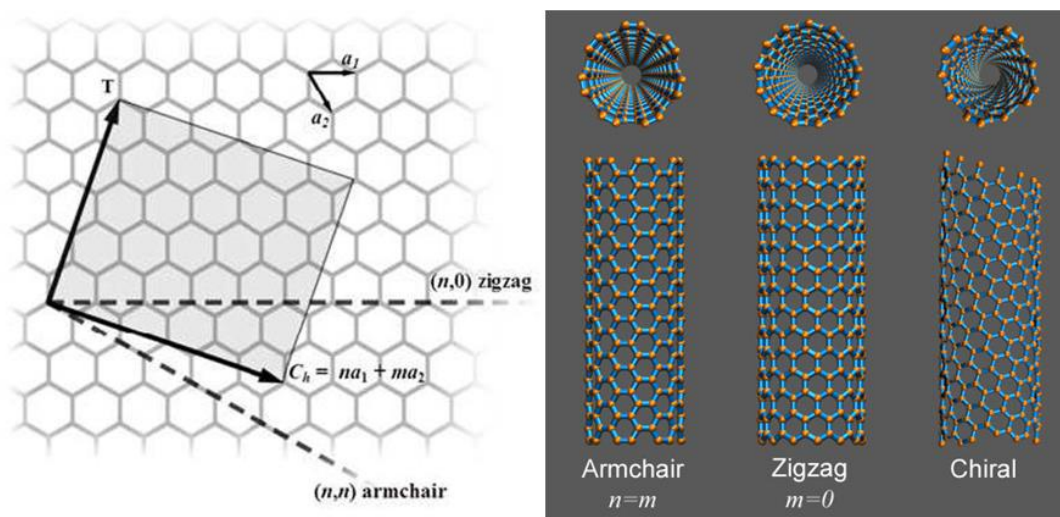 a₁
T
a₂
(n,0) zigzag
Cₕ = na₁ + ma₂
(n,n) armchair
Armchair
n=m
Zigzag
m=0
Chiral